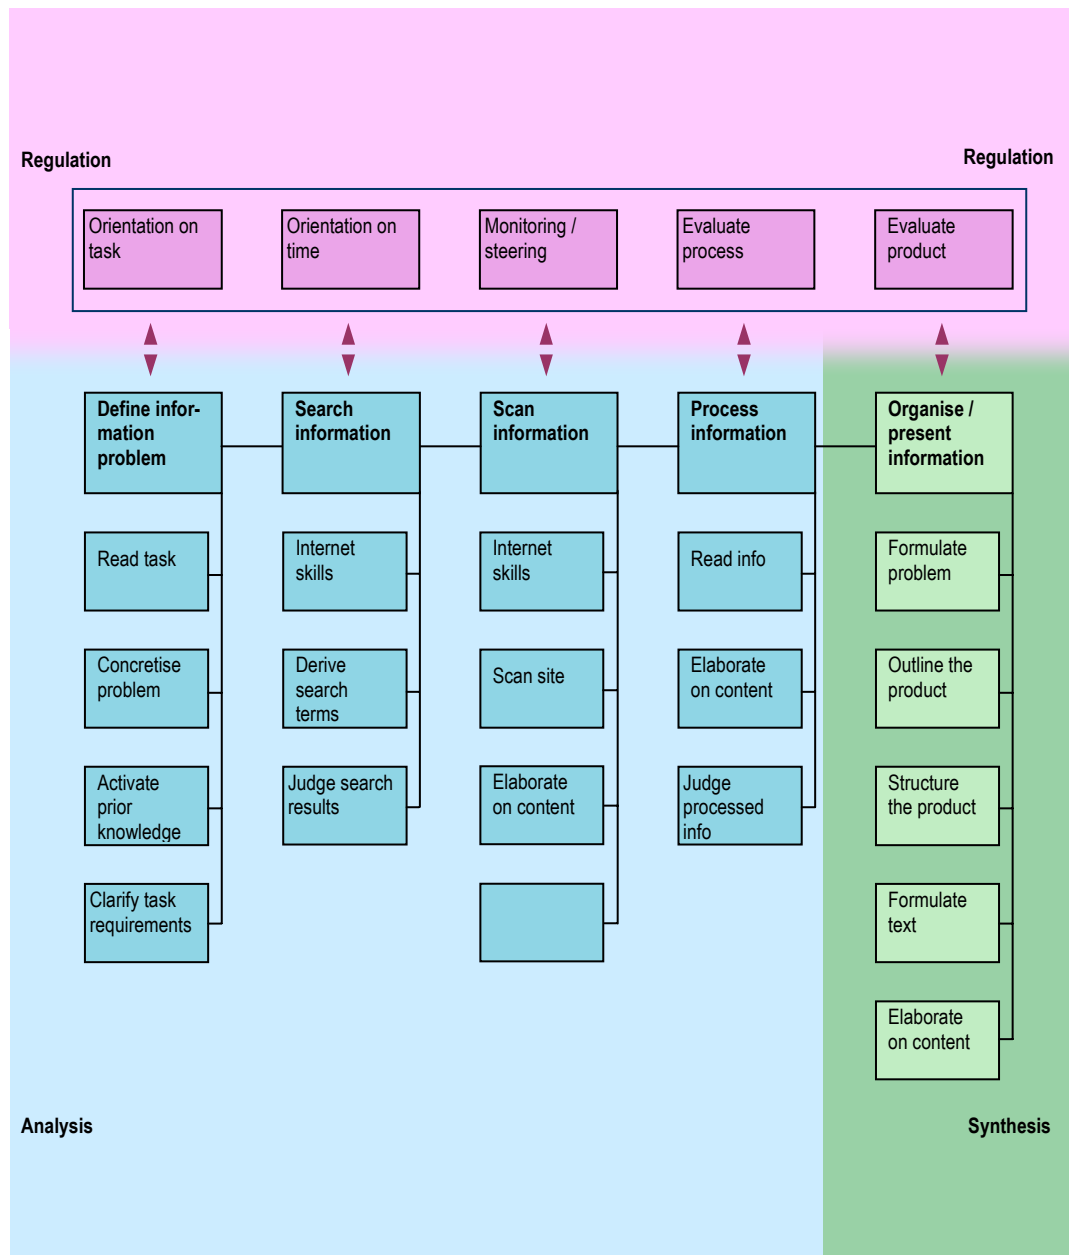 Regulation
Regulation
Orientation on
task
Orientation on
time
Monitoring /
steering
Evaluate
process
Evaluate
product
Define infor-
mation
problem
Search
information
Scan
information
Process
information
Organise /
present
information
Read task
Internet
skills
Internet
skills
Read info
Formulate
problem
Concretise
problem
Derive
search
terms
Scan site
Elaborate
on content
Outline the
product
Activate
prior
knowledge
Judge search
results
Elaborate
on content
Judge
processed
info
Structure
the product
Clarify task
requirements
Formulate
text
Elaborate
on content
Analysis
Synthesis